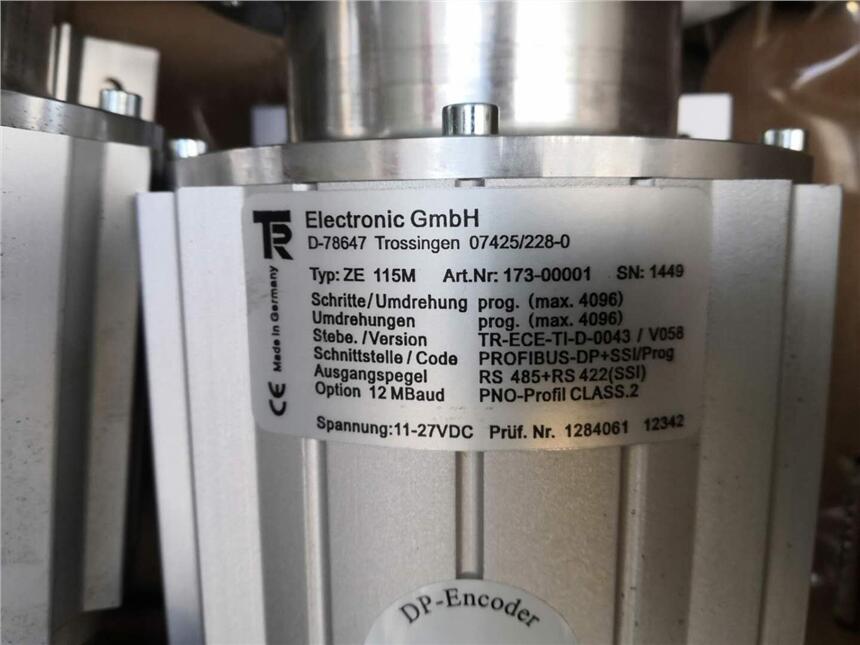 TR
Electronic GmbH
D-78647 Trossingen 07425/228-0
Typ: ZE 115M Art.Nr: 173-00001 SN: 1449
Schritte/Umdrehung prog. (max. 4096)
Umdrehungen prog. (max. 4096)
Stebe./Version TR-ECE-TI-D-0043 / V058
Schnittstelle / Code PROFIBUS-DP+SSI/Prog
Ausgangspegel RS 485+RS 422(SSI)
Option 12 MBaud PNO-Profil CLASS.2
Spannung:11-27VDC Prüf. Nr. 1284061 12342
CE Made in Germany
DP-Encoder